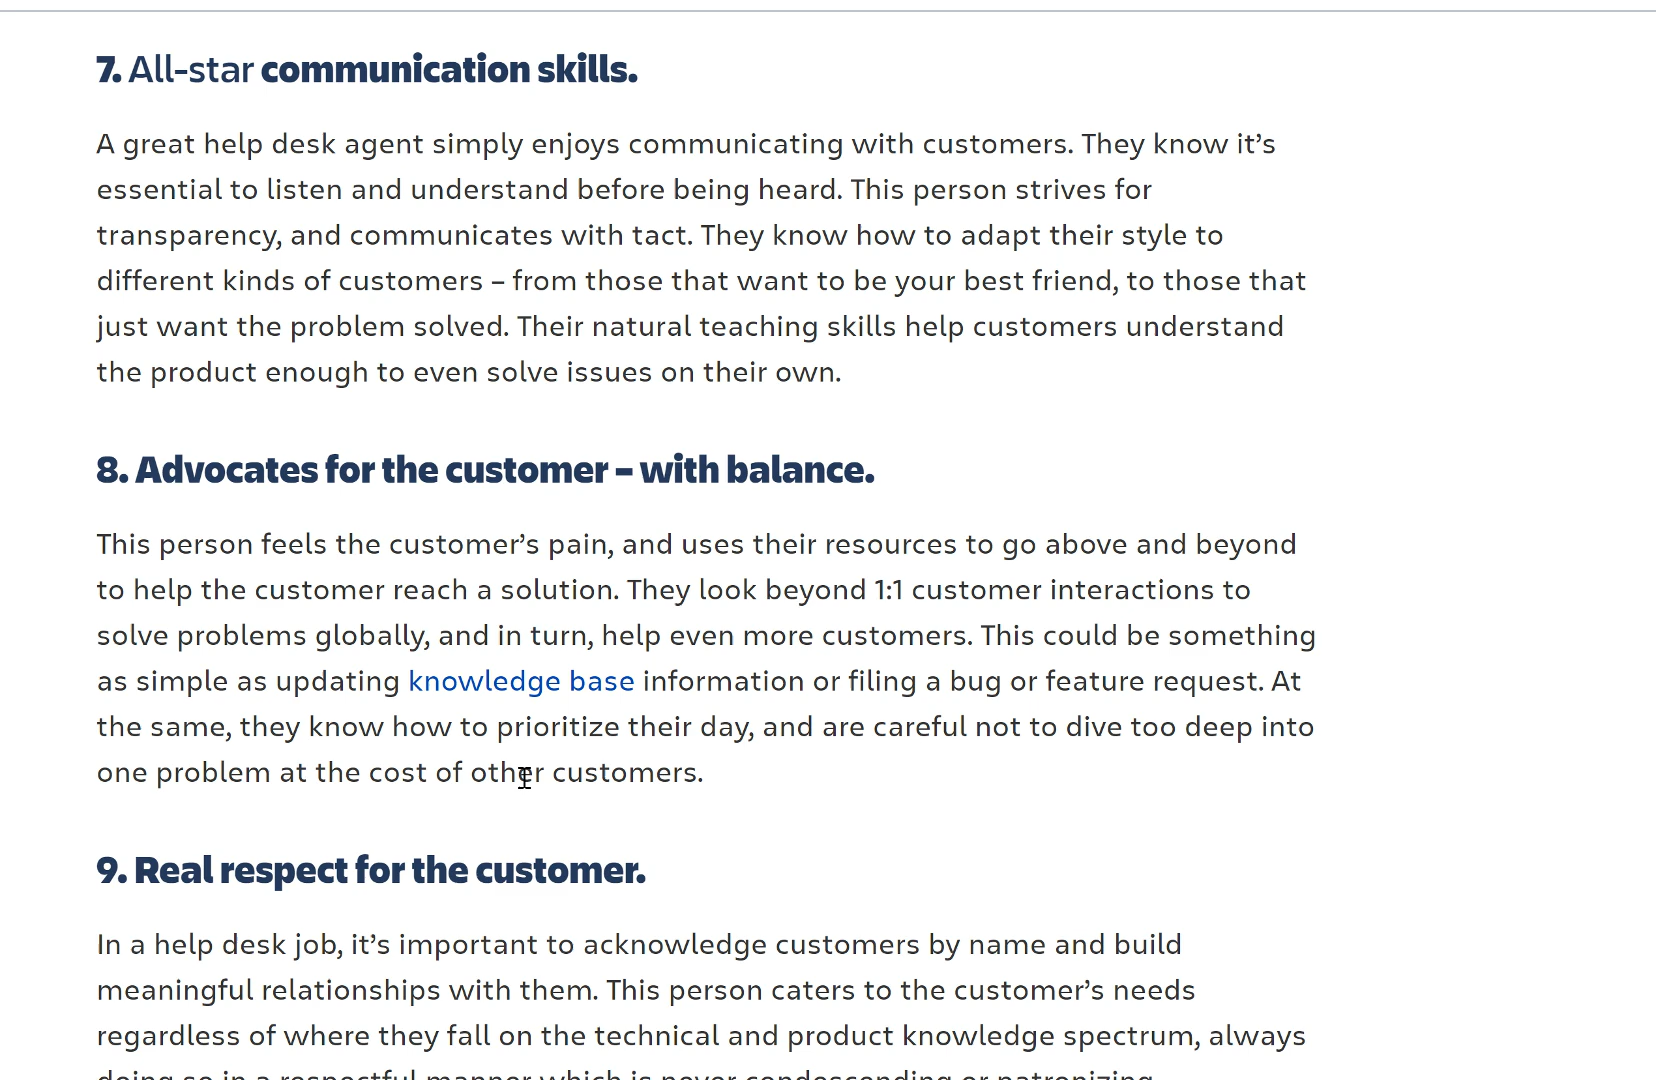 7. All-star communication skills.
A great help desk agent simply enjoys communicating with customers. They know it’s
essential to listen and understand before being heard. This person strives for
transparency, and communicates with tact. They know how to adapt their style to
different kinds of customers – from those that want to be your best friend, to those that
just want the problem solved. Their natural teaching skills help customers understand
the product enough to even solve issues on their own.
8. Advocates for the customer – with balance.
This person feels the customer’s pain, and uses their resources to go above and beyond
to help the customer reach a solution. They look beyond 1:1 customer interactions to
solve problems globally, and in turn, help even more customers. This could be something
as simple as updating knowledge base information or filing a bug or feature request. At
the same, they know how to prioritize their day, and are careful not to dive too deep into
one problem at the cost of other customers.
9. Real respect for the customer.
In a help desk job, it’s important to acknowledge customers by name and build
meaningful relationships with them. This person caters to the customer’s needs
regardless of where they fall on the technical and product knowledge spectrum, always
doing so in a respectful manner which is never condescending or patronizing.